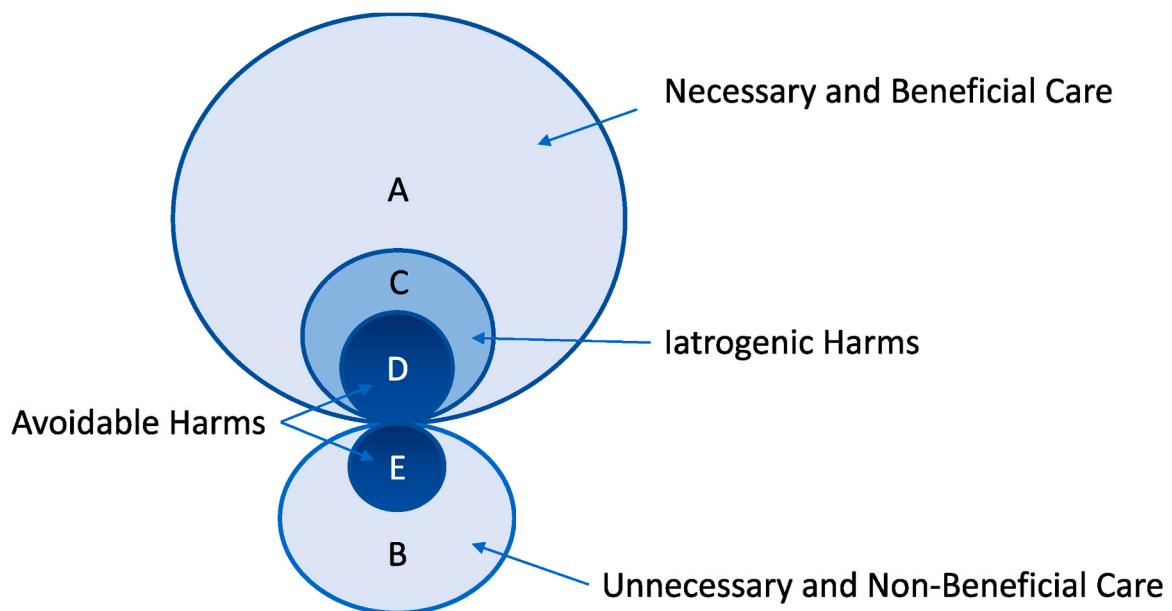 Necessary and Beneficial Care
A
C
Iatrogenic Harms
D
Avoidable Harms
E
B
Unnecessary and Non-Beneficial Care